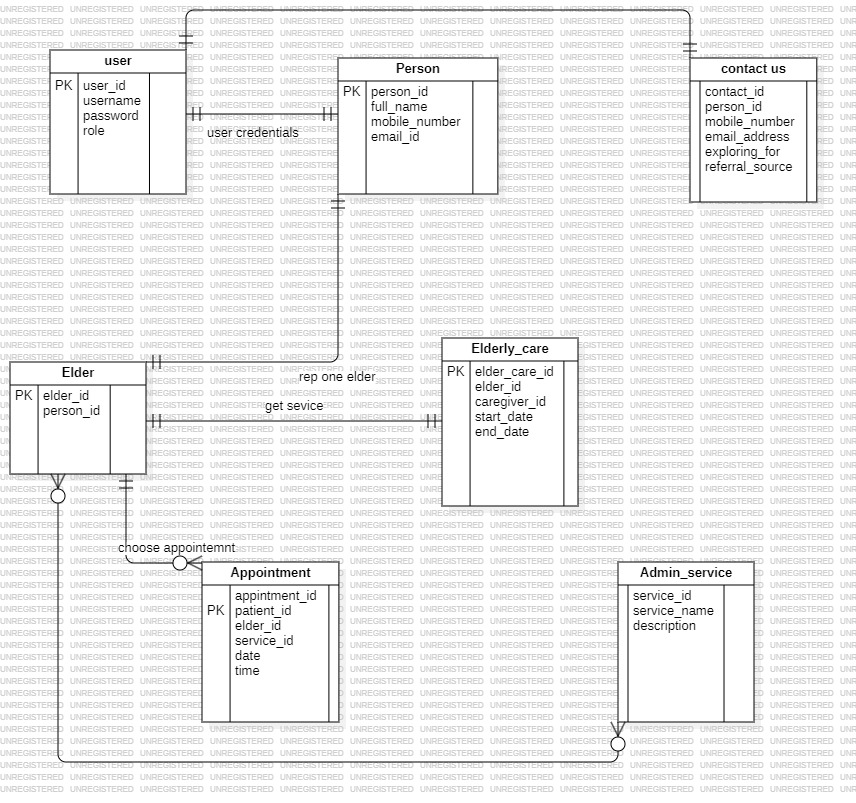 user
PK
user_id
username
password
role
Person
PK
person_id
full_name
mobile_number
email_id
contact us
contact_id
person_id
mobile_number
email_address
exploring_for
referral_source
user credentials
Elder
PK
elder_id
person_id
rep one elder
get sevice
Elderly_care
PK
elder_care_id
elder_id
caregiver_id
start_date
end_date
choose appointemnt
Appointment
appintment_id
PK
patient_id
elder_id
service_id
date
time
Admin_service
service_id
service_name
description
UNREGISTERED